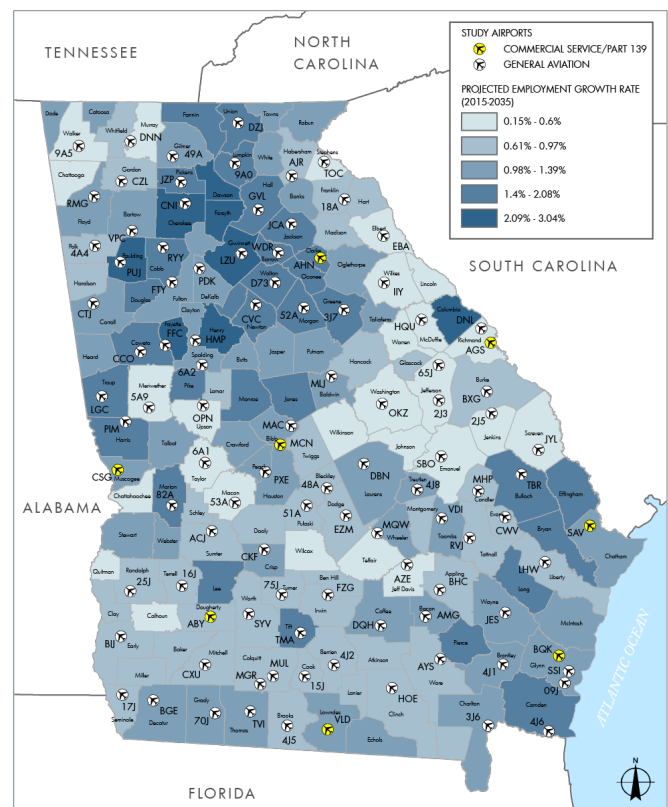 TENNESSEE
NORTH
CAROLINA
STUDY AIRPORTS
COMMERCIAL SERVICE/PART 139
GENERAL AVIATION
PROJECTED EMPLOYMENT GROWTH RATE
(2015-2035)
0.15% - 0.6%
0.61% - 0.97%
0.98% - 1.39%
1.4% - 2.08%
2.09% - 3.04%
SOUTH CAROLINA
ALABAMA
FLORIDA
ATLANTIC OCEAN
N
Dade
Catoosa
Walker
9A5
Whitfield
Murray
DNN
Fannin
Union
DZJ
Towns
Rabun
Gilmer
49A
White
Habersham
AJR
Stephens
TOC
Chattooga
Gordon
CZL
JZP
Pickens
9A0
Dawson
Hall
GVL
Banks
Franklin
18A
Hart
RMG
Floyd
Bartow
VPC
CNI
Cherokee
Forsyth
JCA
Jackson
Madison
Elbert
EBA
Polk
4A4
PUJ
RYY
Cobb
LZU
Gwinnett
WDR
Barrow
AHN
Clarke
Oconee
Oglethorpe
Wilkes
IIY
Lincoln
Haralson
Douglas
FTY
Fulton
PDK
DeKalb
D73
Walton
CTJ
Carroll
Clayton
Henry
HMP
CVC
Newton
52A
Morgan
Greene
3J7
Taliaferro
HQU
McDuffie
Warren
Columbia
DNL
Richmond
AGS
Heard
Coweta
CCO
Fayette
FFC
Spalding
6A2
Butts
Jasper
Putnam
Hancock
Glascock
65J
Jefferson
2J3
Burke
BXG
2J5
Troup
LGC
Meriwether
5A9
Pike
Lamar
OPN
Upson
Monroe
Jones
MLJ
Baldwin
Washington
OKZ
Jenkins
Screven
JYL
PIM
Harris
Talbot
Crawford
MAC
Bibb
MCN
Twiggs
Wilkinson
Johnson
SBO
Emanuel
CSG
Muscogee
Chattahoochee
Marion
82A
6A1
Taylor
Peach
PXE
Houston
Bleckley
48A
DBN
Laurens
Treutlen
4J8
MHP
Candler
TBR
Bulloch
Effingham
Macon
53A
Schley
51A
Pulaski
Dodge
EZM
MQW
Wheeler
Montgomery
VDI
Toombs
RVJ
Evans
CWV
Tattnall
Bryan
SAV
Chatham
Stewart
Webster
ACJ
Sumter
Dooly
CKF
Crisp
Wilcox
Telfair
AZE
Jeff Davis
Appling
BHC
LHW
Liberty
Long
Quitman
Randolph
25J
Terrell
16J
Lee
75J
Turner
Ben Hill
FZG
Irwin
Coffee
DQH
Bacon
AMG
Wayne
JES
McIntosh
Clay
Calhoun
Dougherty
ABY
Worth
SYV
Tift
TMA
Pierce
BIJ
Early
Baker
Mitchell
CXU
Colquitt
MGR
MUL
Cook
15J
Berrien
4J2
Atkinson
AYS
Ware
Brantley
4J1
BQK
Glynn
SSI
09J
Miller
17J
Seminole
BGE
Decatur
Grady
70J
TVI
Thomas
Brooks
4J5
Lowndes
VLD
Lanier
Echols
HOE
Clinch
Charlton
3J6
Camden
4J6